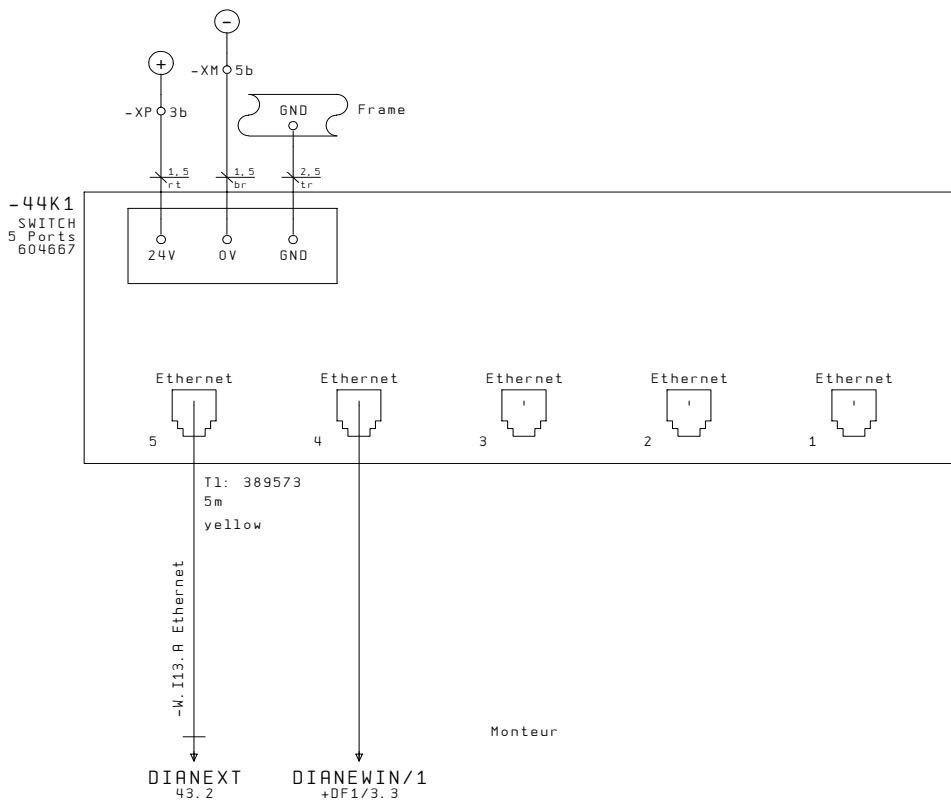 -
+
-XM 5b
-XP 3b
GND
Frame
1,5
rt
1,5
br
2,5
tr
-44K1
SWITCH
5 Ports
604667
24V
0V
GND
Ethernet
Ethernet
Ethernet
Ethernet
Ethernet
5
4
3
2
1
Tl: 389573
5m
yellow
-W.I13.A Ethernet
Monteur
DIANEXT
43.2
DIANEWIN/1
+DF1/3.3